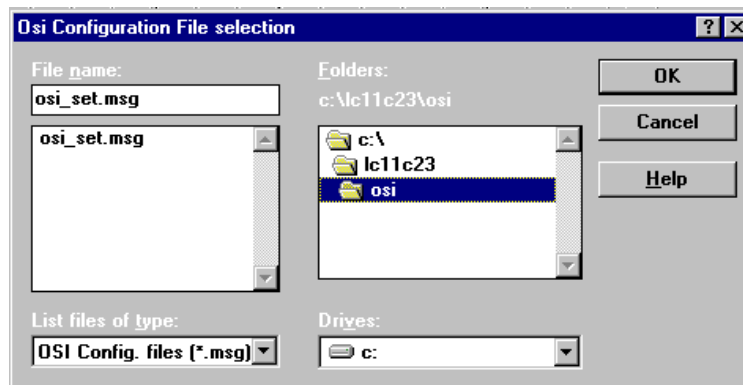 Osi Configuration File selection
File name:
osi_set.msg
osi_set.msg
List files of type:
OSI Config. files (*.msg)
Folders:
c:\lc11c23\osi
c:\
lc11c23
osi
Drives:
c:
OK
Cancel
Help